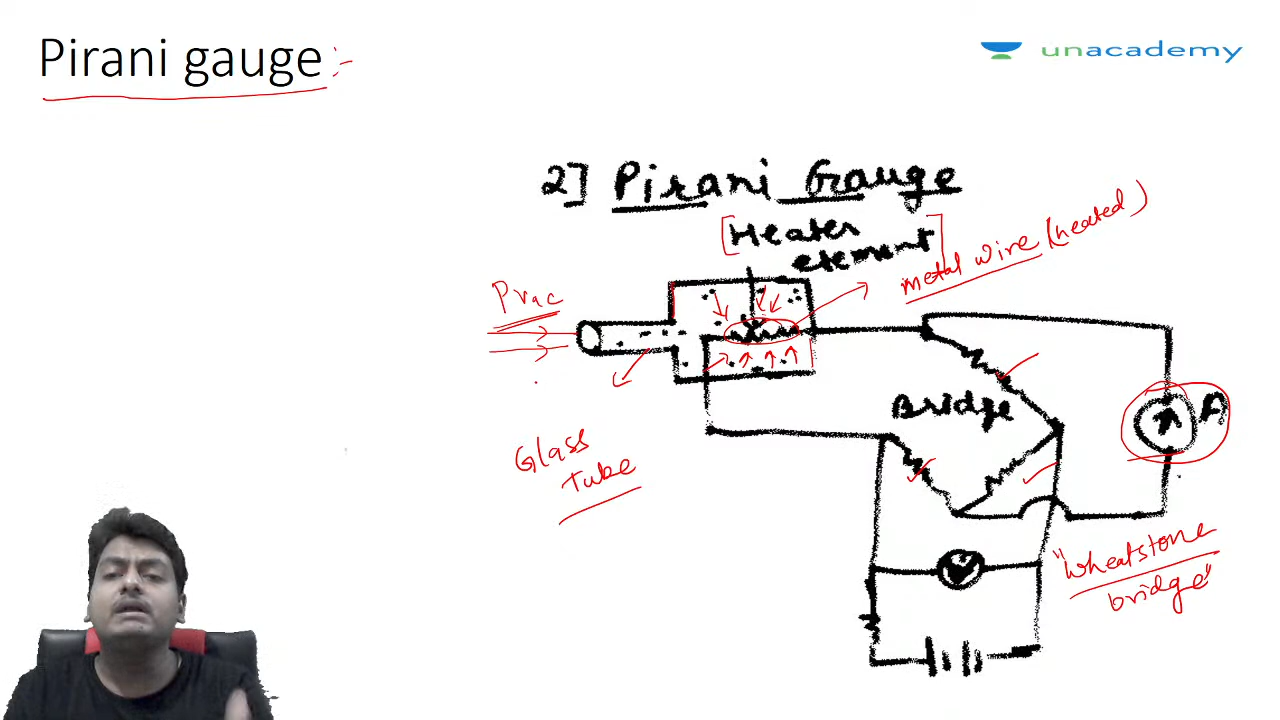 Pirani gauge :-
unacademy
2] Pirani Gauge
[Heater
element]
metal wire (heated)
Pvac
Bridge
A
Glass
Tube
"Wheatstone
bridge"